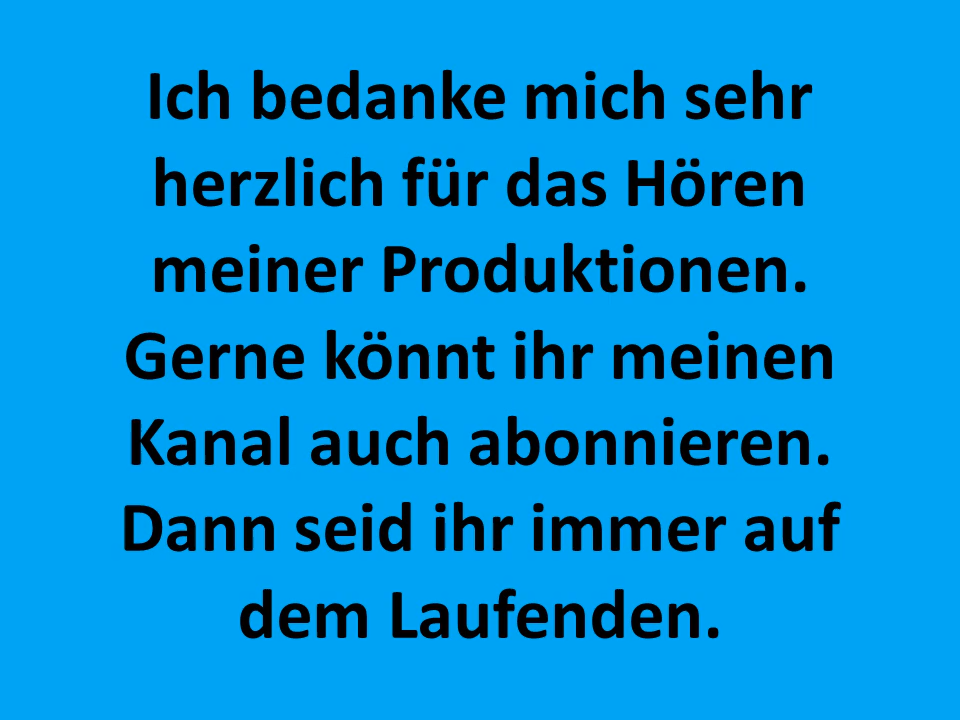 Ich bedanke mich sehr
herzlich für das Hören
meiner Produktionen.
Gerne könnt ihr meinen
Kanal auch abonnieren.
Dann seid ihr immer auf
dem Laufenden.